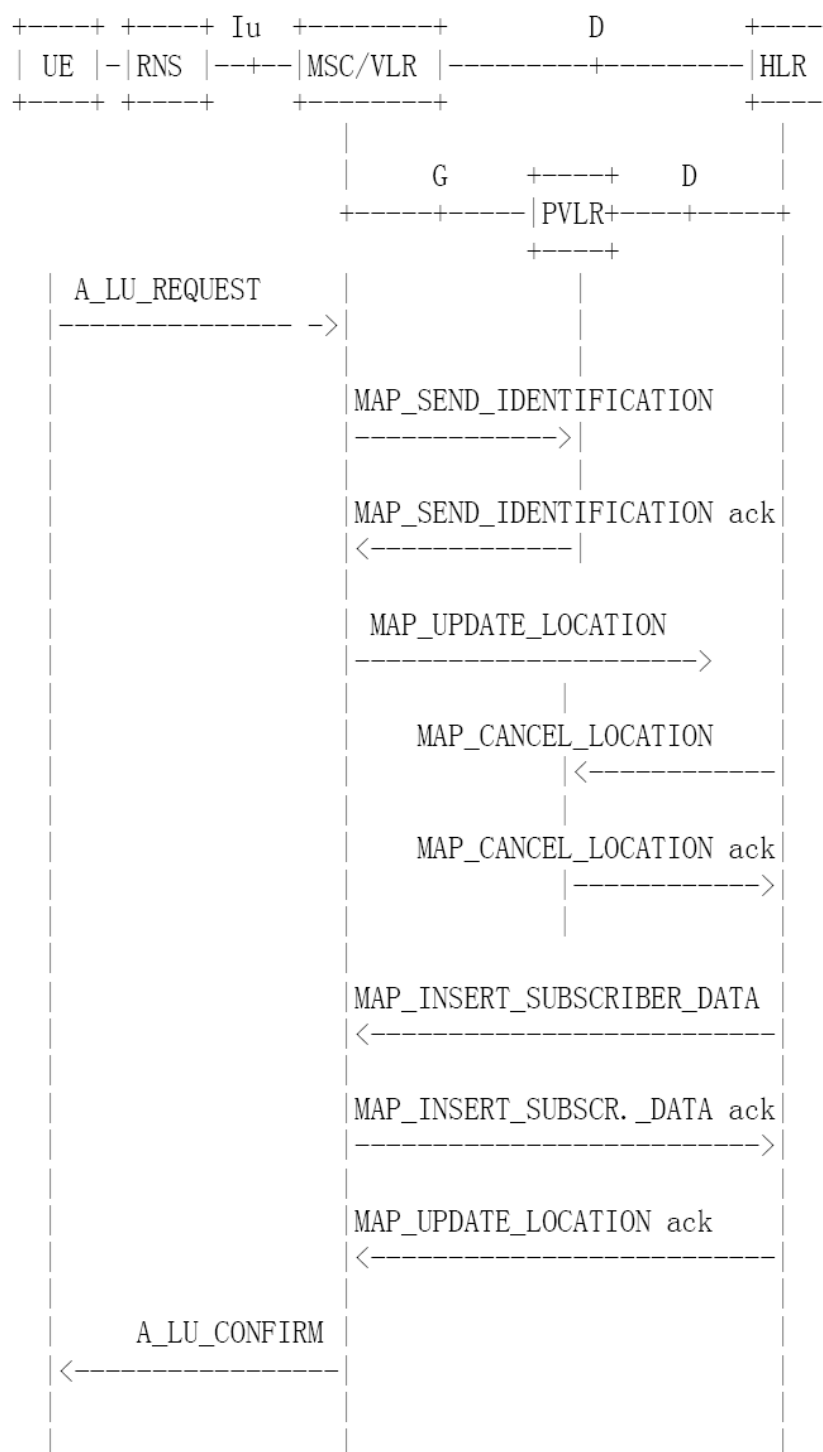 Iu D
UE RNS MSC/VLR HLR
G D
PVLR
A_LU_REQUEST
MAP_SEND_IDENTIFICATION
MAP_SEND_IDENTIFICATION ack
MAP_UPDATE_LOCATION
MAP_CANCEL_LOCATION
MAP_CANCEL_LOCATION ack
MAP_INSERT_SUBSCRIBER_DATA
MAP_INSERT_SUBSCR._DATA ack
MAP_UPDATE_LOCATION ack
A_LU_CONFIRM